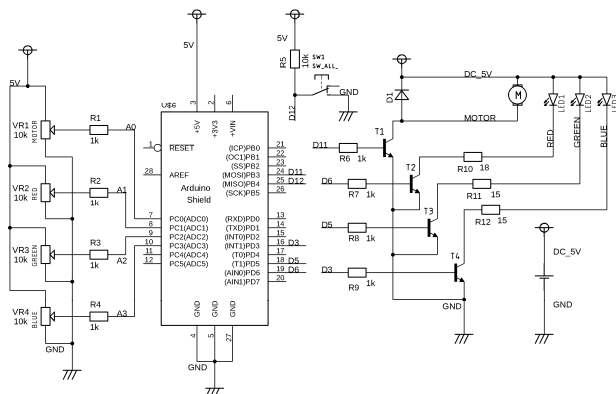 5V
VR1
10k
MOTOR
R1
1k
A0
VR2
10k
RED
R2
1k
A1
VR3
10k
GREEN
R3
1k
A2
VR4
10k
BLUE
R4
1k
A3
GND
5V
U$6
3
2
6
+5V
+3V3
+VIN
1
RESET
28
AREF
Arduino
Shield
7
PC0(ADC0)
8
PC1(ADC1)
9
PC2(ADC2)
10
PC3(ADC3)
11
PC4(ADC4)
12
PC5(ADC5)
(ICP)PB0
21
(OC1)PB1
22
(SS)PB2
23
(MOSI)PB3
24
D11
(MISO)PB4
25
D12
(SCK)PB5
26
(RXD)PD0
13
(TXD)PD1
14
(INT0)PD2
15
(INT1)PD3
16
D3
(T0)PD4
17
(T1)PD5
18
D5
(AIN0)PD6
19
D6
(AIN1)PD7
20
GND
GND
GND
4
5
27
GND
5V
R5
10k
SW1
SW_ALL_
GND
D12
D1
DC_5V
M
MOTOR
LED1
LED2
LED3
RED
GREEN
BLUE
D11
R6
1k
T1
D6
R7
1k
T2
R10
18
D5
R8
1k
T3
R11
15
D3
R9
1k
T4
R12
15
GND
DC_5V
GND